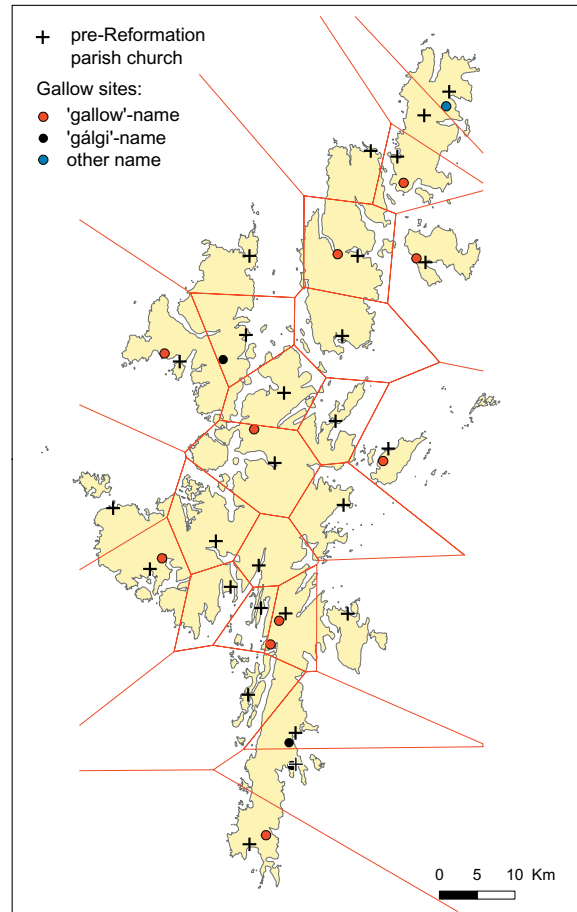 pre-Reformation
parish church
Gallow sites:
'gallow'-name
'gálgi'-name
other name
0 5 10 Km